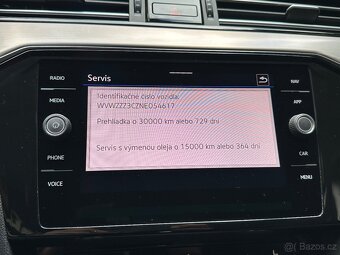 RADIO
MEDIA
PHONE
VOICE
Servis
Identifikačné číslo vozidla:
WVWZZZ3CZNE054617
Prehliadka o 30000 km alebo 729 dní
Servis s výmenou oleja o 15000 km alebo 364 dní
NAV
APP
CAR
MENU
Bazoš.cz